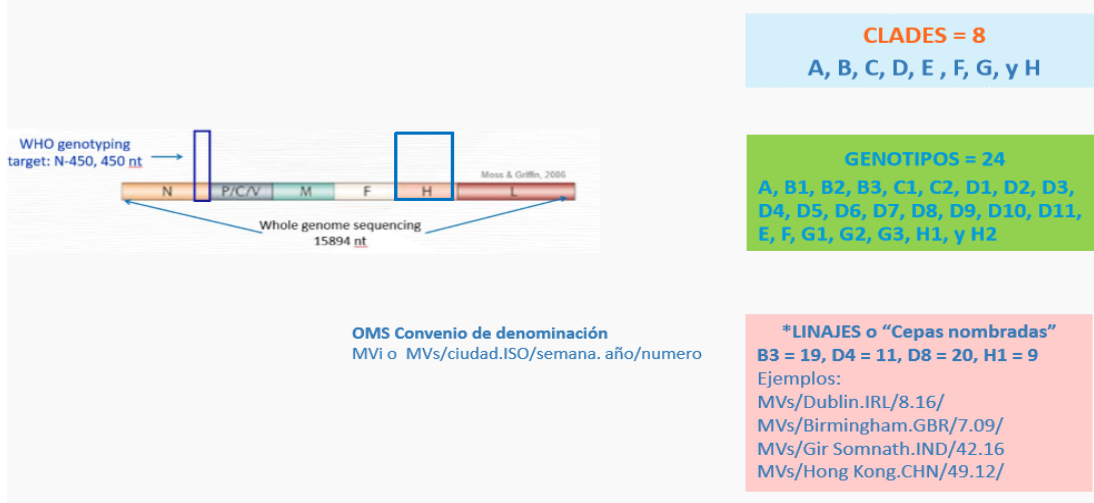 CLADES = 8
A, B, C, D, E , F, G, y H
WHO genotyping
target: N-450, 450 nt
Moss & Griffin, 2006
N P/C/V M F H L
Whole genome sequencing
15894 nt
GENOTIPOS = 24
A, B1, B2, B3, C1, C2, D1, D2, D3,
D4, D5, D6, D7, D8, D9, D10, D11,
E, F, G1, G2, G3, H1, y H2
OMS Convenio de denominación
MVi o  MVs/ciudad.ISO/semana. año/numero
*LINAJES o “Cepas nombradas”
B3 = 19, D4 = 11, D8 = 20, H1 = 9
Ejemplos:
MVs/Dublin.IRL/8.16/
MVs/Birmingham.GBR/7.09/
MVs/Gir Somnath.IND/42.16
MVs/Hong Kong.CHN/49.12/